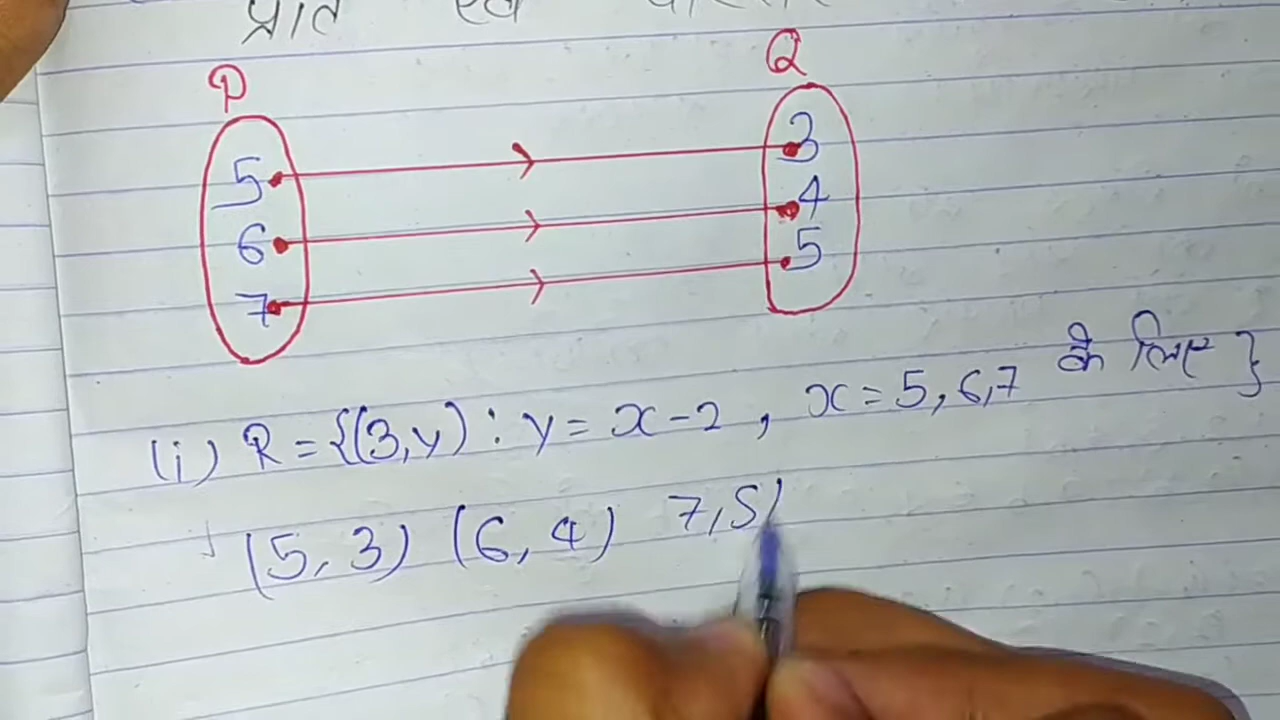 P Q
5 3
6 4
7 5
(i) R = {(3,y) : y = x-2 , x = 5,6,7 के लिए }
(5, 3) (6, 4) 7,5)